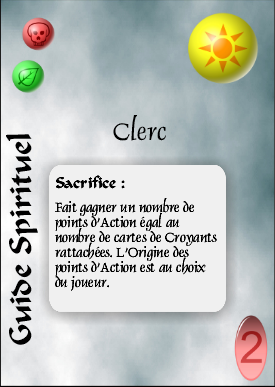 Clerc
Guide Spirituel
Sacrifice :
Fait gagner un nombre de
points d'Action égal au
nombre de cartes de Croyants
rattachées. L'Origine des
points d'Action est au choix
du joueur.
2